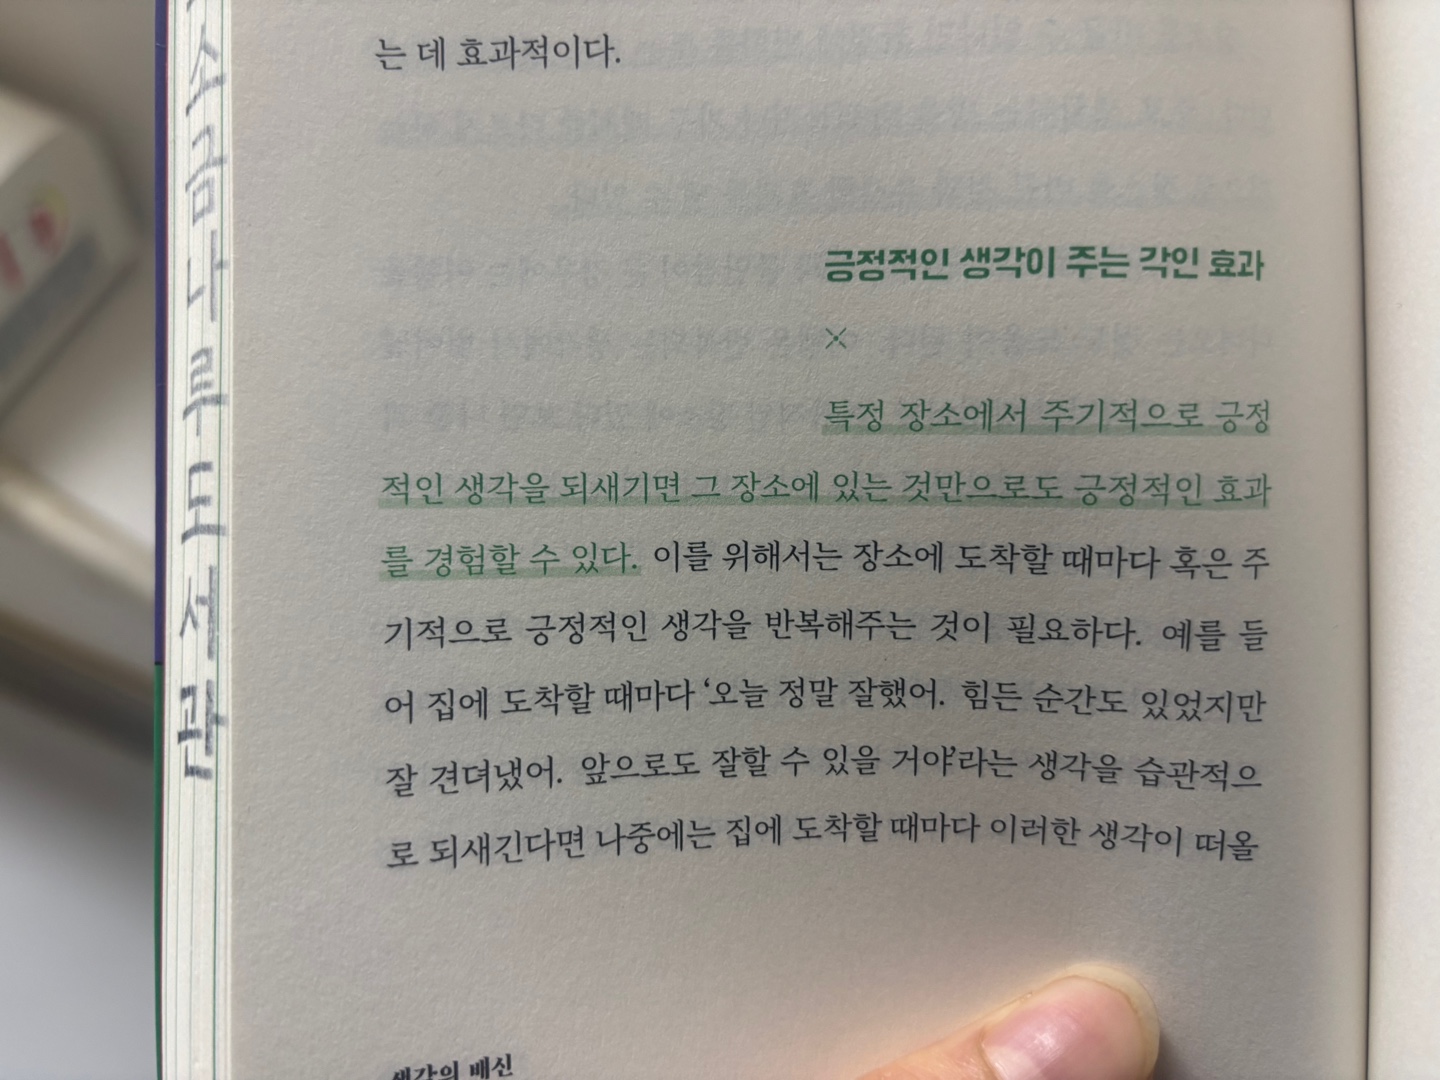 는 데 효과적이다.
긍정적인 생각이 주는 각인 효과
특정 장소에서 주기적으로 긍정
적인 생각을 되새기면 그 장소에 있는 것만으로도 긍정적인 효과
를 경험할 수 있다. 이를 위해서는 장소에 도착할 때마다 혹은 주
기적으로 긍정적인 생각을 반복해주는 것이 필요하다. 예를 들
어 집에 도착할 때마다 ‘오늘 정말 잘했어. 힘든 순간도 있었지만
잘 견뎌냈어. 앞으로도 잘할 수 있을 거야’라는 생각을 습관적으
로 되새긴다면 나중에는 집에 도착할 때마다 이러한 생각이 떠올
생각의 배신
소금나루도서관